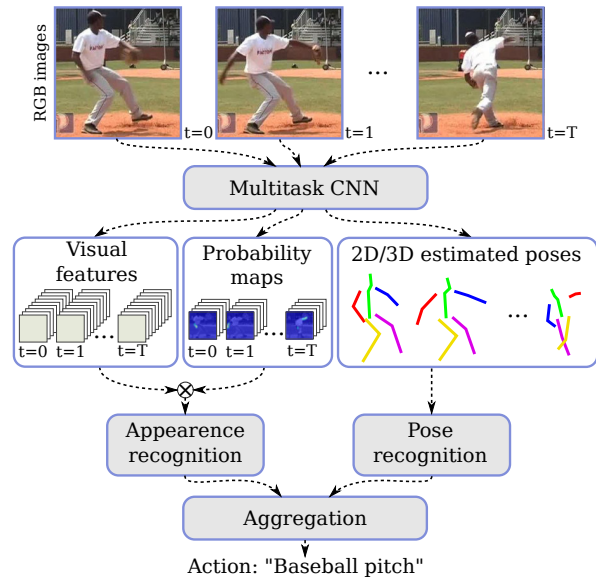 RGB images
t=0
t=1
...
t=T
Multitask CNN
Visual
features
t=0
t=1
...
t=T
Probability
maps
t=0
t=1
...
t=T
2D/3D estimated poses
...
Appearence
recognition
Pose
recognition
Aggregation
Action: "Baseball pitch"